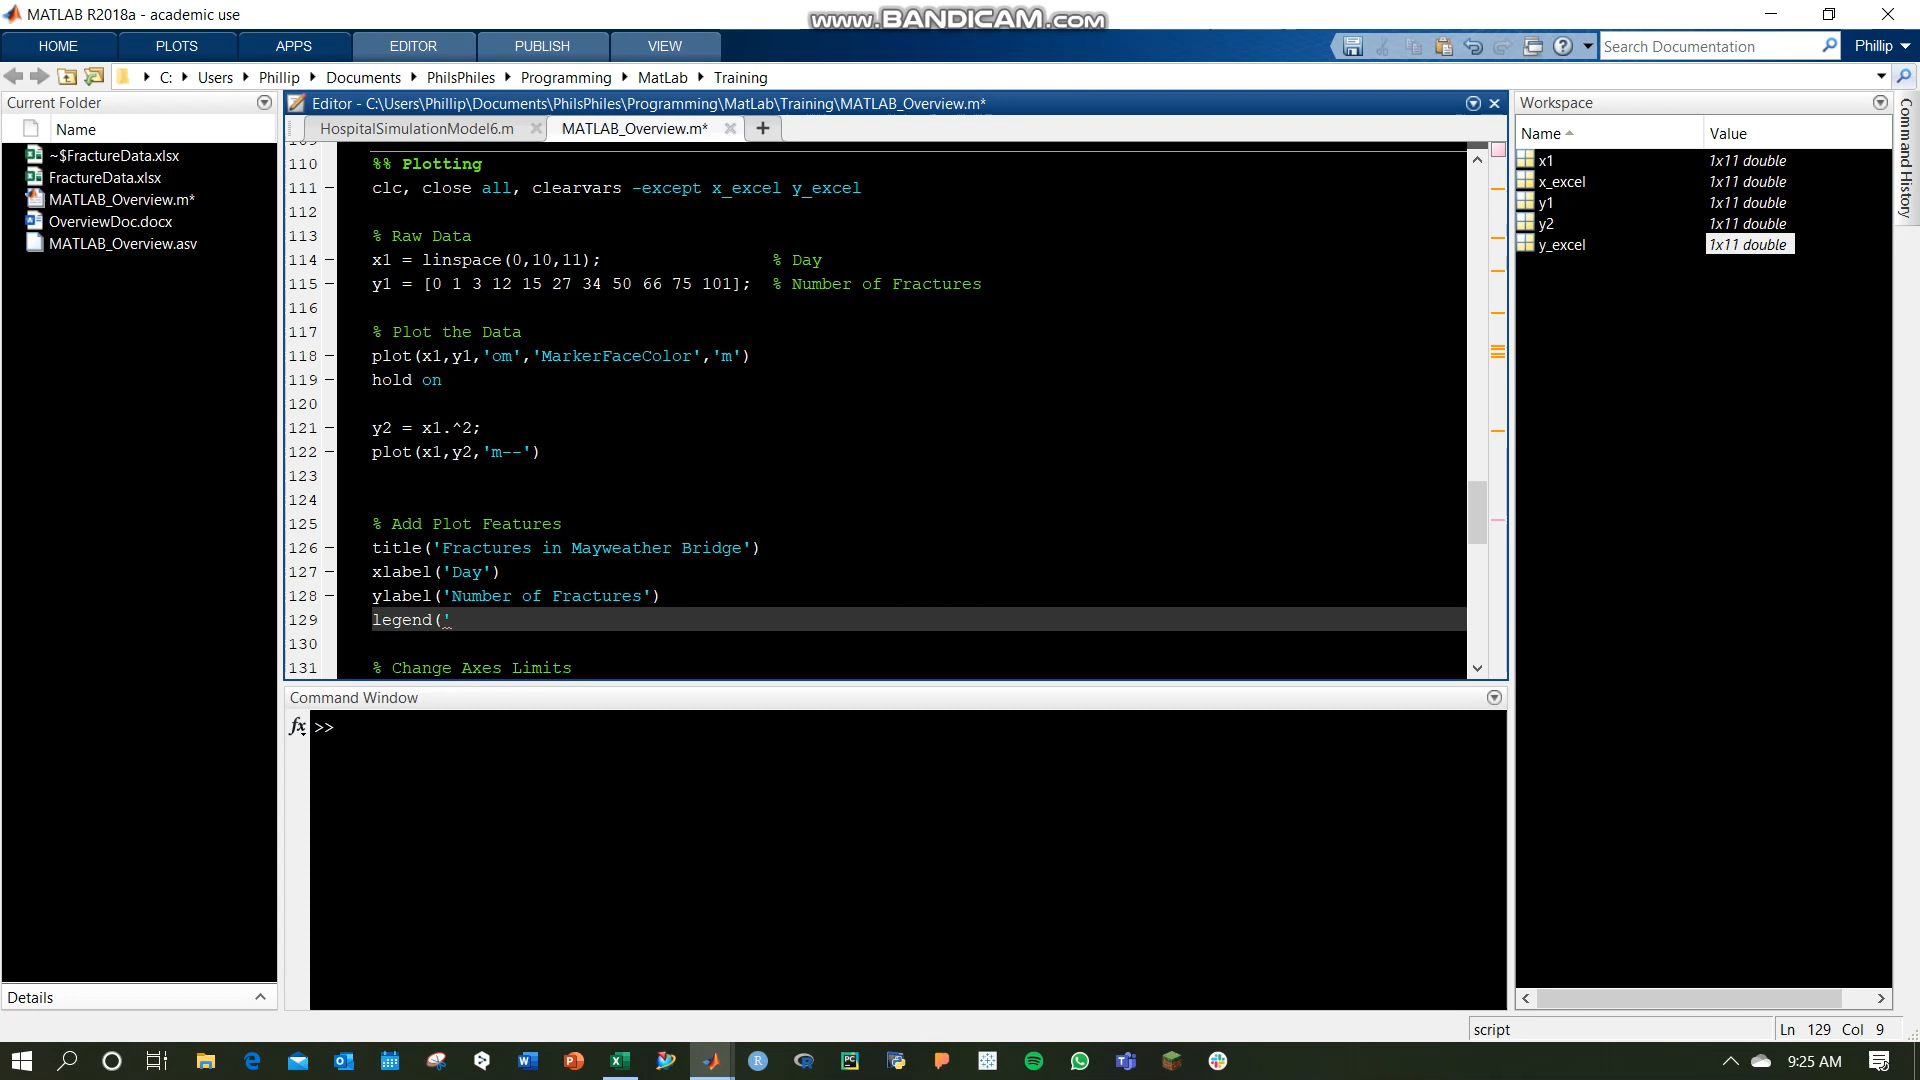 MATLAB R2018a - academic use
www.BANDICAM.com
HOME PLOTS APPS EDITOR PUBLISH VIEW
Search Documentation
Phillip
C: Users Phillip Documents PhilsPhiles Programming MatLab Training
Current Folder
Name
~$FractureData.xlsx
FractureData.xlsx
MATLAB_Overview.m*
OverviewDoc.docx
MATLAB_Overview.asv
Details
Editor - C:\Users\Phillip\Documents\PhilsPhiles\Programming\MatLab\Training\MATLAB_Overview.m*
HospitalSimulationModel6.m MATLAB_Overview.m*
109
110 %% Plotting
111 clc, close all, clearvars -except x_excel y_excel
112
113 % Raw Data
114 x1 = linspace(0,10,11); % Day
115 y1 = [0 1 3 12 15 27 34 50 66 75 101]; % Number of Fractures
116
117 % Plot the Data
118 plot(x1,y1,'om','MarkerFaceColor','m')
119 hold on
120
121 y2 = x1.^2;
122 plot(x1,y2,'m--')
123
124
125 % Add Plot Features
126 title('Fractures in Mayweather Bridge')
127 xlabel('Day')
128 ylabel('Number of Fractures')
129 legend('
130
131 % Change Axes Limits
Command Window
fx >>
Workspace
Name Value
x1 1x11 double
x_excel 1x11 double
y1 1x11 double
y2 1x11 double
y_excel 1x11 double
Command History
script
Ln 129 Col 9
9:25 AM